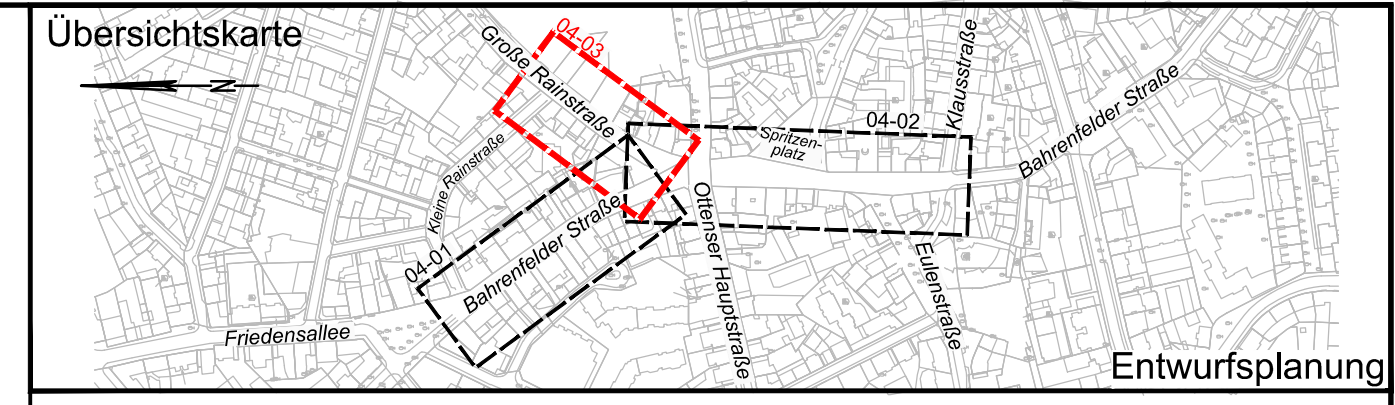 Übersichtskarte
N
04-03
Große Rainstraße
Klausstraße
04-02
Spritzen-
platz
Bahrenfelder Straße
Kleine Rainstraße
04-01
Bahrenfelder Straße
Ottenser Hauptstraße
Eulenstraße
Friedensallee
Entwurfsplanung